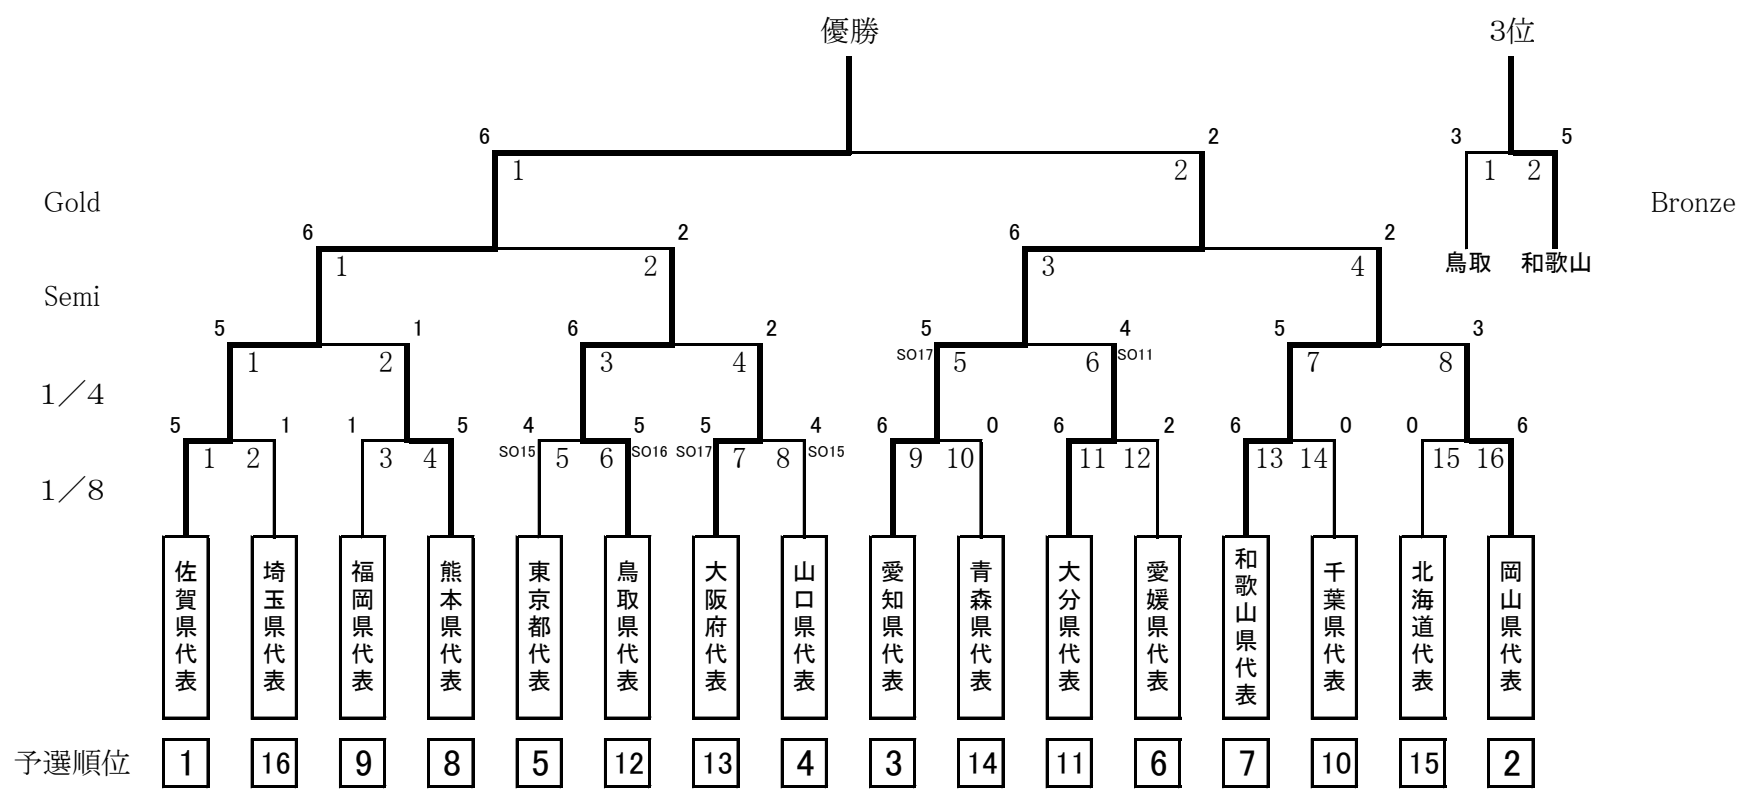 優勝 3位
6 2 3 5
1 2 1 2
Gold Bronze
6 2 6 2
鳥取 和歌山
1 2 3 4
Semi
5 1 6 2 5 4 5 3
SO17 SO11
1 2 3 4 5 6 7 8
1/4
5 1 1 5 4 5 5 4 6 0 6 2 6 0 0 6
SO15 SO16 SO17 SO15
1 2 3 4 5 6 7 8 9 10 11 12 13 14 15 16
1/8
佐賀県代表
埼玉県代表
福岡県代表
熊本県代表
東京都代表
鳥取県代表
大阪府代表
山口県代表
愛知県代表
青森県代表
大分県代表
愛媛県代表
和歌山県代表
千葉県代表
北海道代表
岡山県代表
予選順位 1 16 9 8 5 12 13 4 3 14 11 6 7 10 15 2